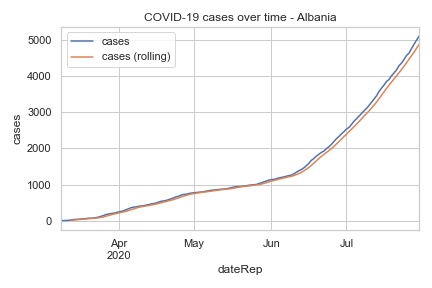 COVID-19 cases over time - Albania
cases
cases (rolling)
5000
4000
3000
2000
1000
0
cases
Apr
2020
May
Jun
Jul
dateRep